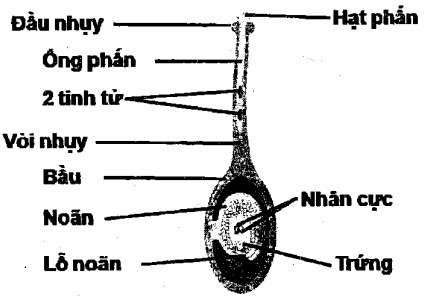 Đầu nhụy
Hạt phấn
Ống phấn
2 tinh tử
Vòi nhụy
Bầu
Nhân cực
Noãn
Lỗ noãn
Trứng